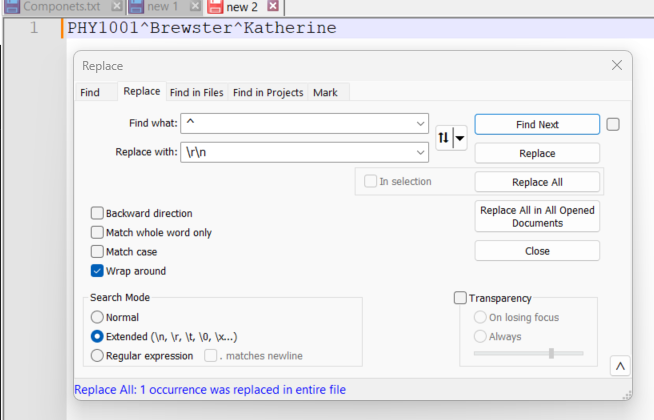 Componets.txt new 1 new 2
1 PHY1001^Brewster^Katherine
Replace
Find Replace Find in Files Find in Projects Mark
Find what: ^ Find Next
Replace with: \r\n Replace
In selection Replace All
Backward direction Replace All in All Opened
Documents
Match whole word only
Match case Close
Wrap around
Search Mode Transparency
Normal On losing focus
Extended (\n, \r, \t, \0, \x...) Always
Regular expression . matches newline
Replace All: 1 occurrence was replaced in entire file